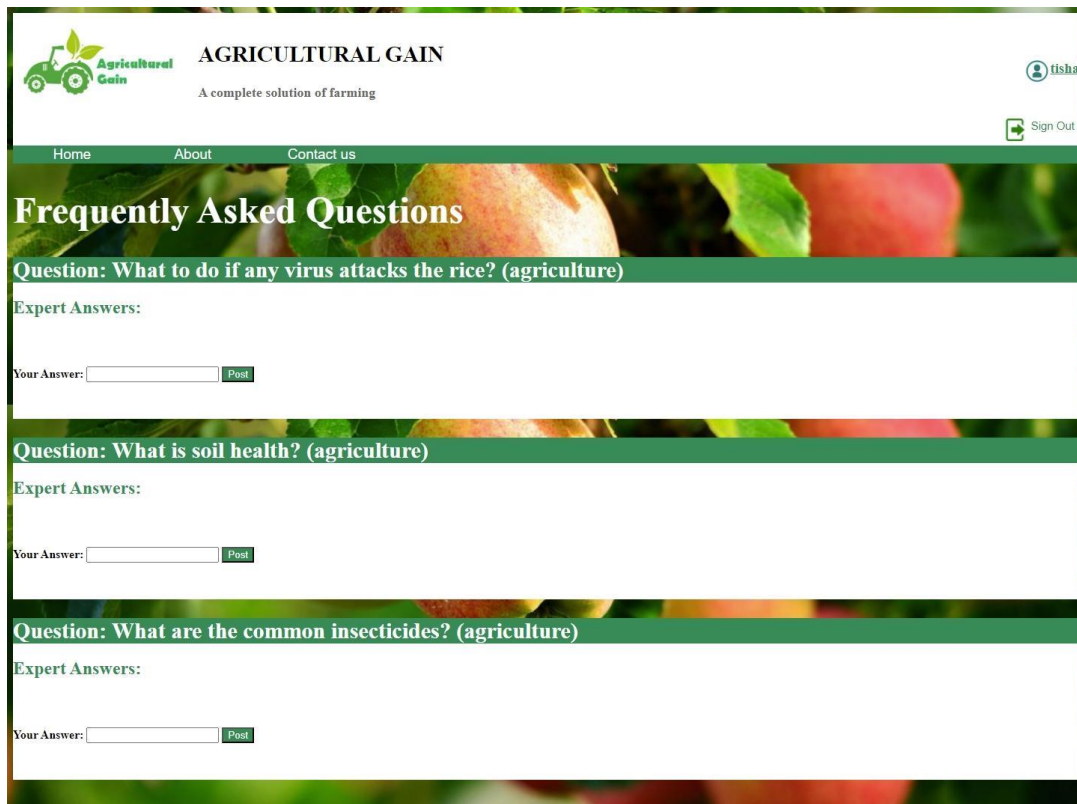 Agricultural
Gain
AGRICULTURAL GAIN
A complete solution of farming
tisha
Sign Out
Home About Contact us
Frequently Asked Questions
Question: What to do if any virus attacks the rice? (agriculture)
Expert Answers:
Your Answer: Post
Question: What is soil health? (agriculture)
Expert Answers:
Your Answer: Post
Question: What are the common insecticides? (agriculture)
Expert Answers:
Your Answer: Post